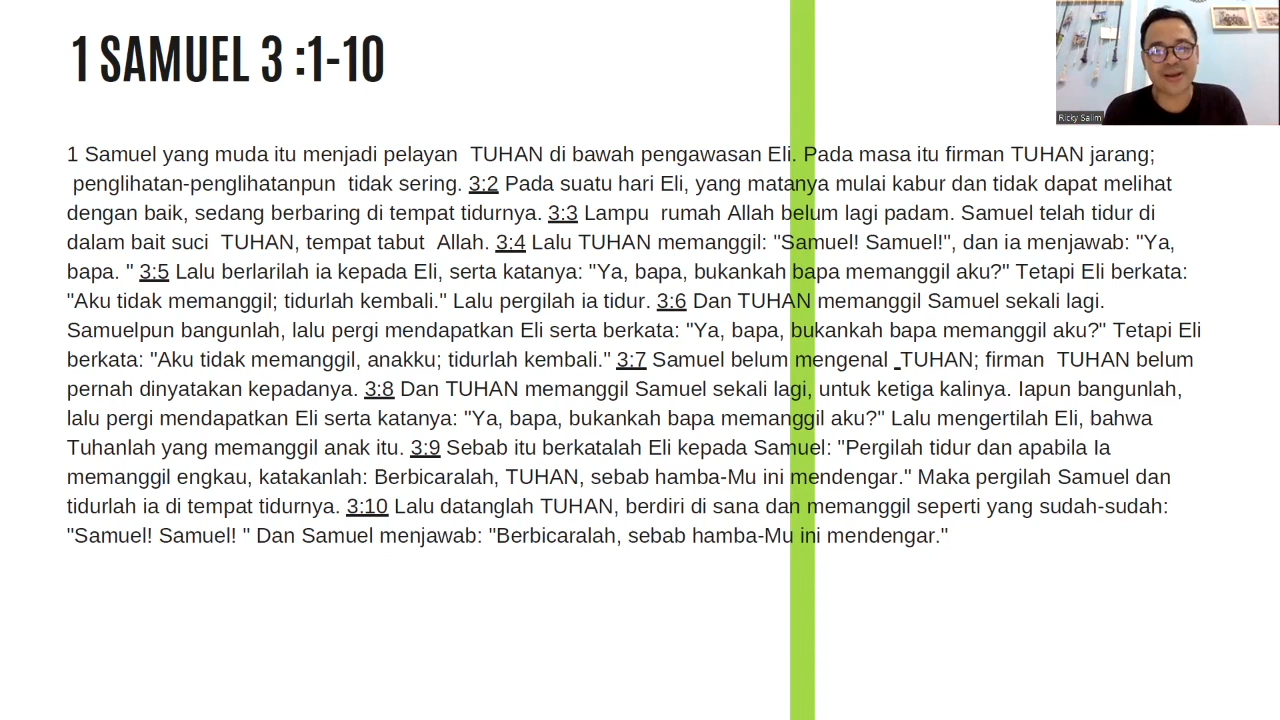 1 SAMUEL 3 :1-10
Ricky Salim
1 Samuel yang muda itu menjadi pelayan  TUHAN di bawah pengawasan Eli. Pada masa itu firman TUHAN jarang;
penglihatan-penglihatanpun  tidak sering. 3:2 Pada suatu hari Eli, yang matanya mulai kabur dan tidak dapat melihat
dengan baik, sedang berbaring di tempat tidurnya. 3:3 Lampu  rumah Allah belum lagi padam. Samuel telah tidur di
dalam bait suci  TUHAN, tempat tabut  Allah. 3:4 Lalu TUHAN memanggil: "Samuel! Samuel!", dan ia menjawab: "Ya,
bapa. " 3:5 Lalu berlarilah ia kepada Eli, serta katanya: "Ya, bapa, bukankah bapa memanggil aku?" Tetapi Eli berkata:
"Aku tidak memanggil; tidurlah kembali." Lalu pergilah ia tidur. 3:6 Dan TUHAN memanggil Samuel sekali lagi.
Samuelpun bangunlah, lalu pergi mendapatkan Eli serta berkata: "Ya, bapa, bukankah bapa memanggil aku?" Tetapi Eli
berkata: "Aku tidak memanggil, anakku; tidurlah kembali." 3:7 Samuel belum mengenal  TUHAN; firman  TUHAN belum
pernah dinyatakan kepadanya. 3:8 Dan TUHAN memanggil Samuel sekali lagi, untuk ketiga kalinya. Iapun bangunlah,
lalu pergi mendapatkan Eli serta katanya: "Ya, bapa, bukankah bapa memanggil aku?" Lalu mengertilah Eli, bahwa
Tuhanlah yang memanggil anak itu. 3:9 Sebab itu berkatalah Eli kepada Samuel: "Pergilah tidur dan apabila Ia
memanggil engkau, katakanlah: Berbicaralah, TUHAN, sebab hamba-Mu ini mendengar." Maka pergilah Samuel dan
tidurlah ia di tempat tidurnya. 3:10 Lalu datanglah TUHAN, berdiri di sana dan memanggil seperti yang sudah-sudah:
"Samuel! Samuel! " Dan Samuel menjawab: "Berbicaralah, sebab hamba-Mu ini mendengar."